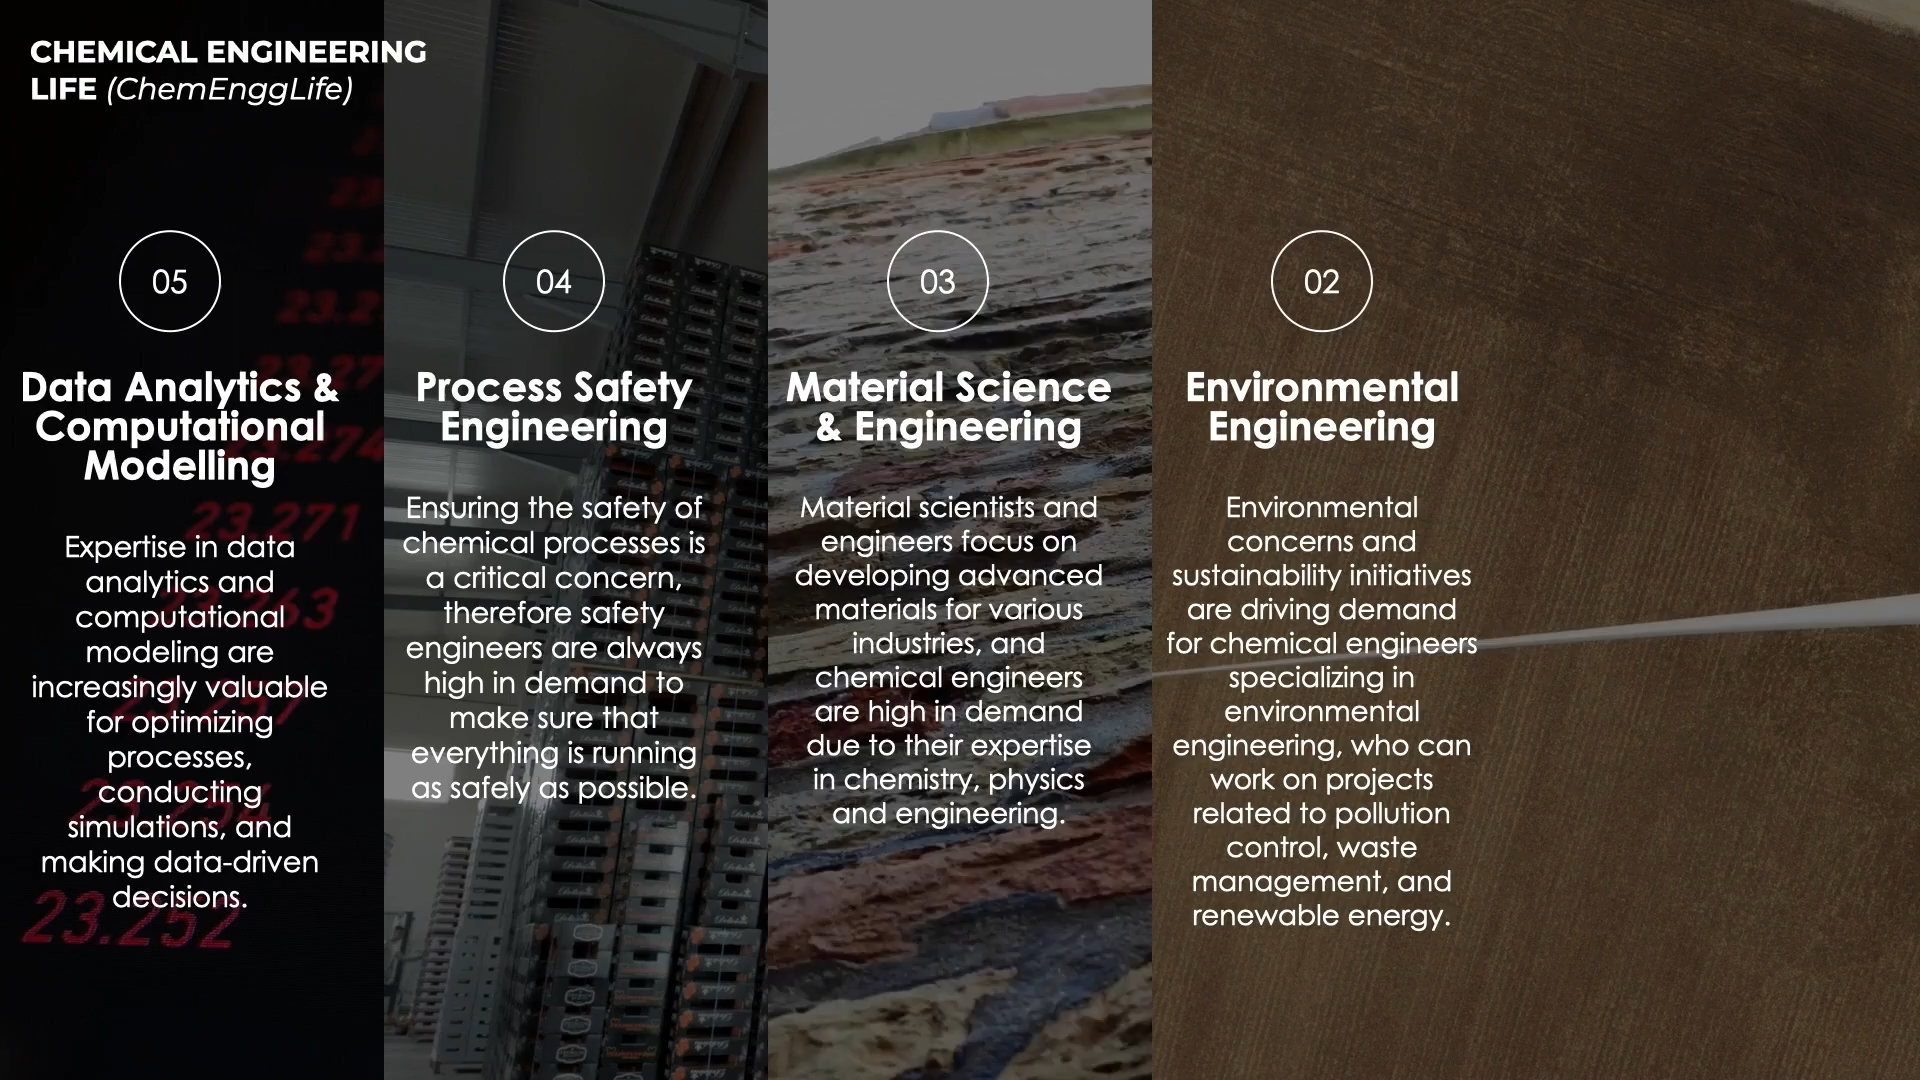 CHEMICAL ENGINEERING
LIFE (ChemEnggLife)
05
Data Analytics &
Computational
Modelling
Expertise in data
analytics and
computational
modeling are
increasingly valuable
for optimizing
processes,
conducting
simulations, and
making data-driven
decisions.
04
Process Safety
Engineering
Ensuring the safety of
chemical processes is
a critical concern,
therefore safety
engineers are always
high in demand to
make sure that
everything is running
as safely as possible.
03
Material Science
& Engineering
Material scientists and
engineers focus on
developing advanced
materials for various
industries, and
chemical engineers
are high in demand
due to their expertise
in chemistry, physics
and engineering.
02
Environmental
Engineering
Environmental
concerns and
sustainability initiatives
are driving demand
for chemical engineers
specializing in
environmental
engineering, who can
work on projects
related to pollution
control, waste
management, and
renewable energy.
23.274
23.271
23.252